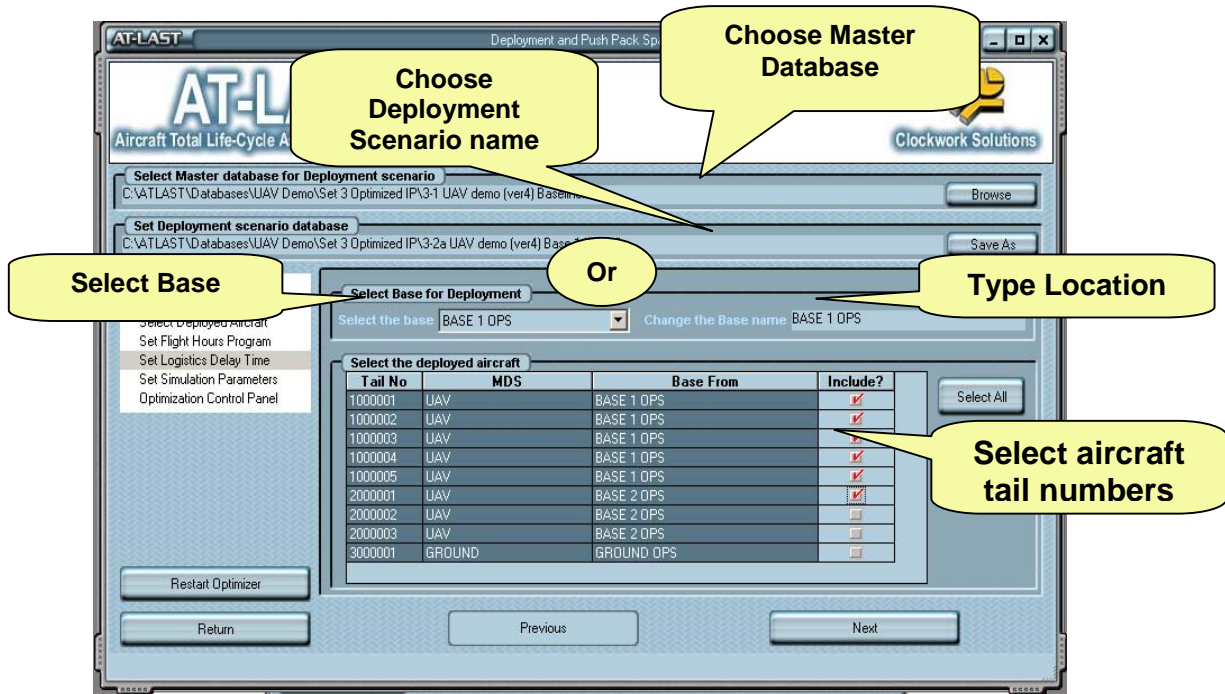 AT-LAST
Deployment and Push Pack Spa
Choose Master
Database
Choose
Deployment
Scenario name
AT-LA
Aircraft Total Life-Cycle A
Clockwork Solutions
Select Master database for Deployment scenario
C:\ATLAST\Databases\UAV Demo\Set 3 Optimized IP\3-1 UAV demo (ver4) Baselin
Browse
Set Deployment scenario database
C:\ATLAST\Databases\UAV Demo\Set 3 Optimized IP\3-2a UAV demo (ver4) Base 1
Save As
Select Base
Or
Type Location
Select Base for Deployment
Select the base BASE 1 OPS Change the Base name BASE 1 OPS
Select Deployed Aircraft
Set Flight Hours Program
Set Logistics Delay Time
Set Simulation Parameters
Optimization Control Panel
Select the deployed aircraft
Tail No MDS Base From Include?
1000001 UAV BASE 1 OPS
1000002 UAV BASE 1 OPS
1000003 UAV BASE 1 OPS
1000004 UAV BASE 1 OPS
1000005 UAV BASE 1 OPS
2000001 UAV BASE 2 OPS
2000002 UAV BASE 2 OPS
2000003 UAV BASE 2 OPS
3000001 GROUND GROUND OPS
Select All
Select aircraft
tail numbers
Restart Optimizer
Return
Previous
Next